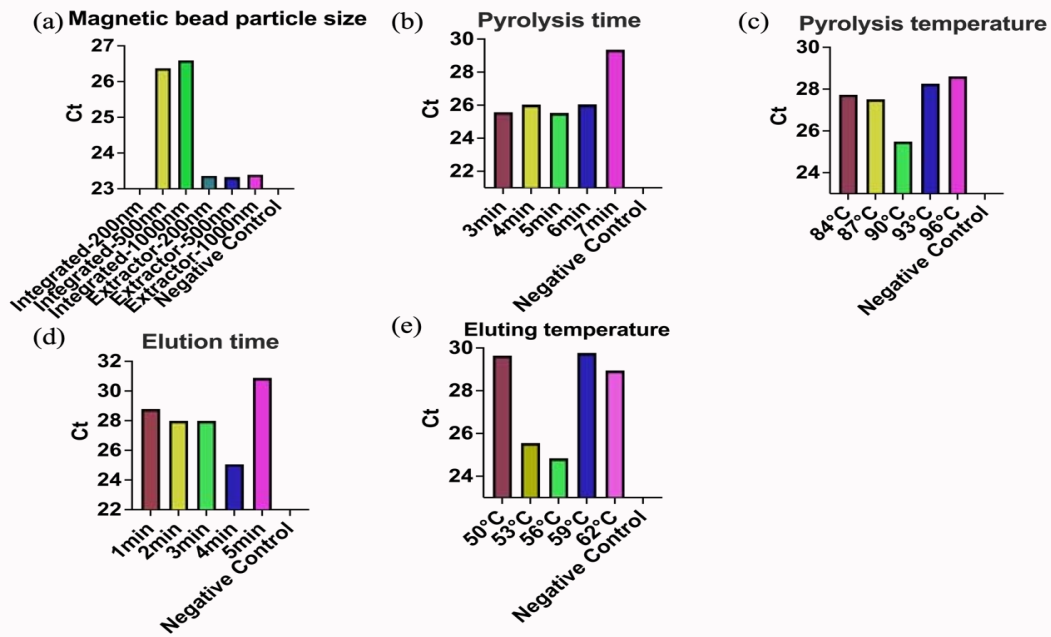 (a) Magnetic bead particle size
Ct
27
26
25
24
23
Integrated-200nm
Integrated-500nm
Integrated-1000nm
Extractor-200nm
Extractor-500nm
Extractor-1000nm
Negative Control
(b) Pyrolysis time
Ct
30
28
26
24
22
3min
4min
5min
6min
7min
Negative Control
(c) Pyrolysis temperature
Ct
30
28
26
24
84°C
87°C
90°C
93°C
96°C
Negative Control
(d) Elution time
Ct
32
30
28
26
24
22
1min
2min
3min
4min
5min
Negative Control
(e) Eluting temperature
Ct
30
28
26
24
50°C
53°C
56°C
59°C
62°C
Negative Control